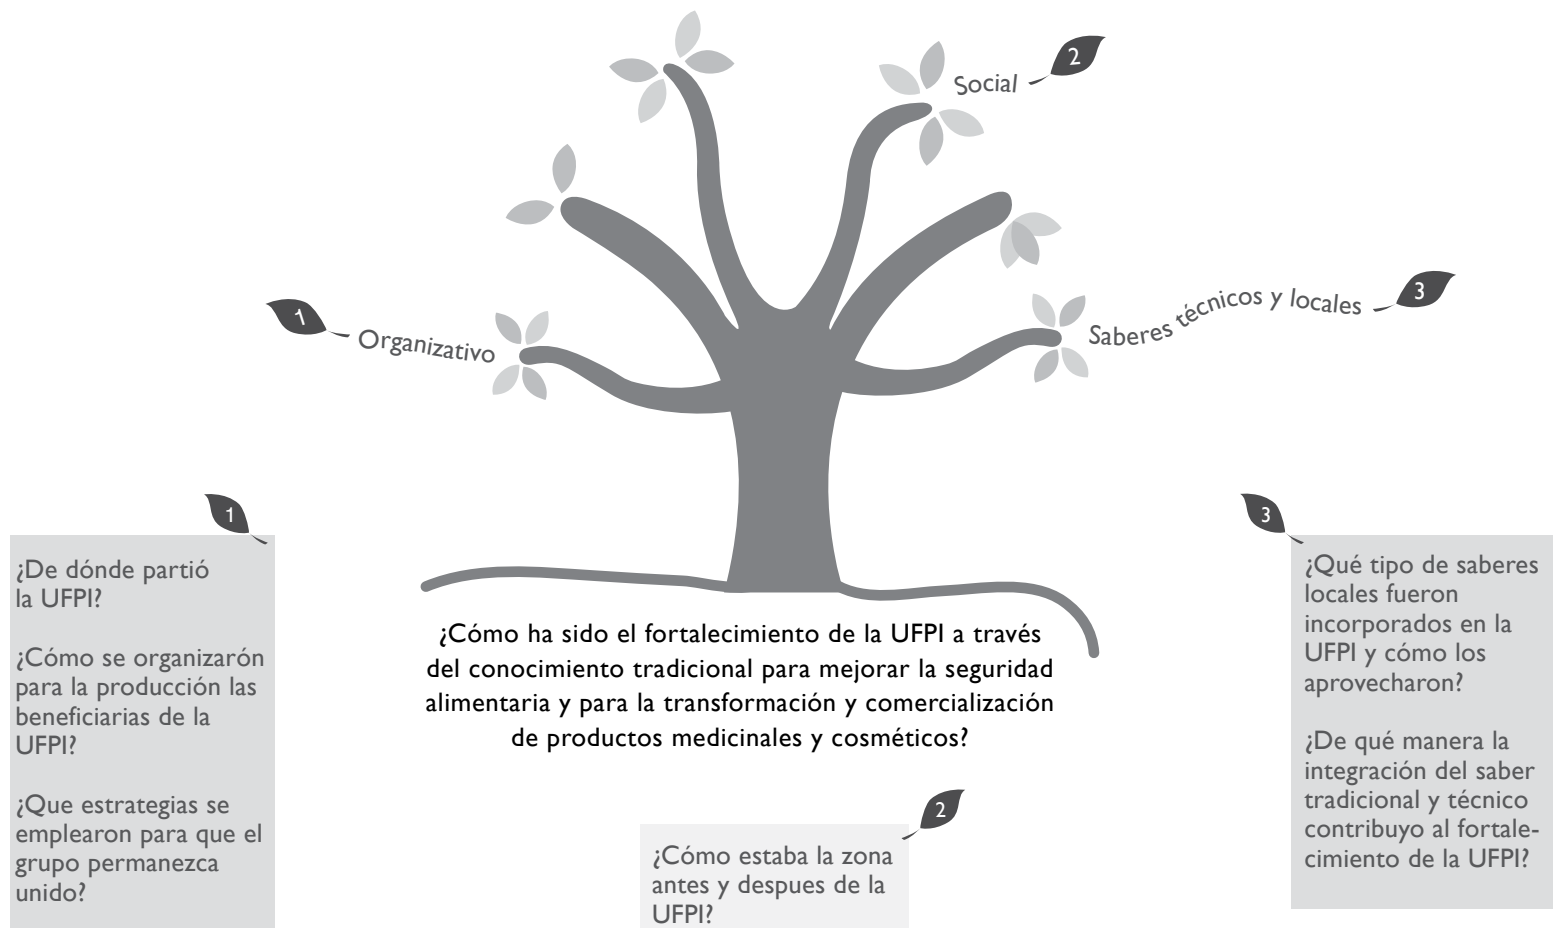 Social
2
Saberes técnicos y locales
3
1
Organizativo
1
¿De dónde partió
la UFPI?
¿Cómo se organizarón
para la producción las
beneficiarias de la
UFPI?
¿Que estrategias se
emplearon para que el
grupo permanezca
unido?
¿Cómo ha sido el fortalecimiento de la UFPI a través
del conocimiento tradicional para mejorar la seguridad
alimentaria y para la transformación y comercialización
de productos medicinales y cosméticos?
2
¿Cómo estaba la zona
antes y despues de la
UFPI?
3
¿Qué tipo de saberes
locales fueron
incorporados en la
UFPI y cómo los
aprovecharon?
¿De qué manera la
integración del saber
tradicional y técnico
contribuyo al fortale-
cimiento de la UFPI?